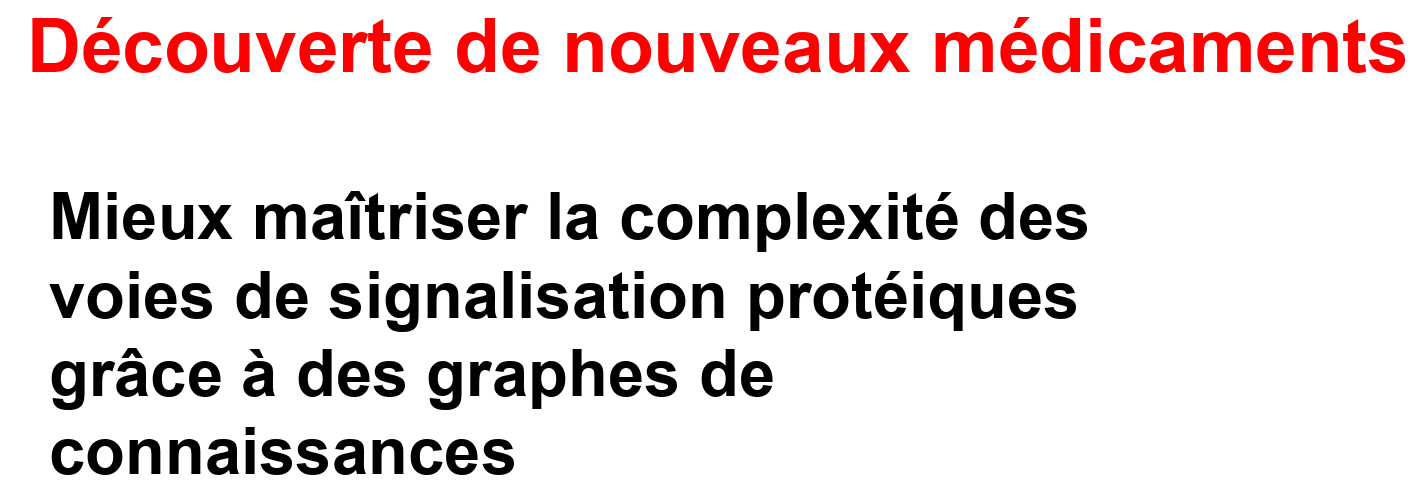 Découverte de nouveaux médicaments
Mieux maîtriser la complexité des
voies de signalisation protéiques
grâce à des graphes de
connaissances